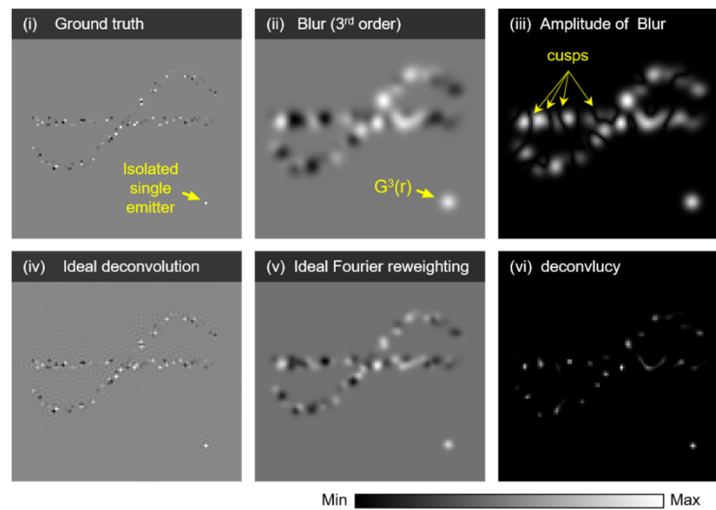 (i) Ground truth
Isolated
single
emitter
(ii) Blur (3rd order)
G³(r)
(iii) Amplitude of Blur
cusps
(iv) Ideal deconvolution
(v) Ideal Fourier reweighting
(vi) deconvlucy
Min Max